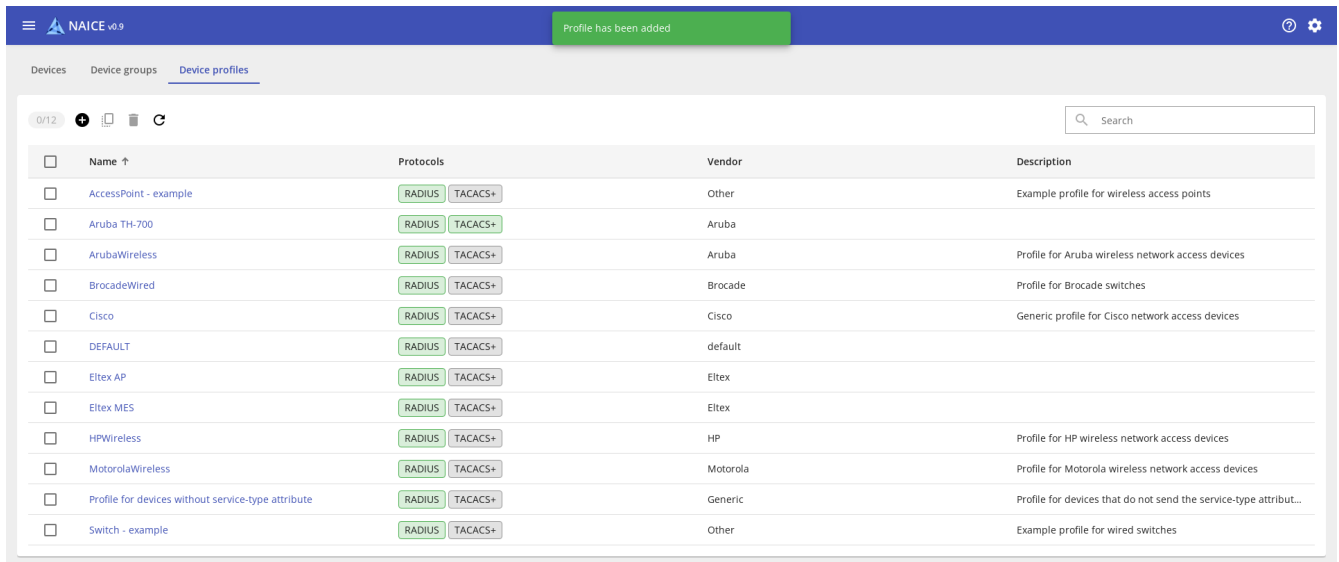 NAICE v0.9
Profile has been added
Devices Device groups Device profiles
0/12 Search
Name Protocols Vendor Description
AccessPoint - example RADIUS TACACS+ Other Example profile for wireless access points
Aruba TH-700 RADIUS TACACS+ Aruba
ArubaWireless RADIUS TACACS+ Aruba Profile for Aruba wireless network access devices
BrocadeWired RADIUS TACACS+ Brocade Profile for Brocade switches
Cisco RADIUS TACACS+ Cisco Generic profile for Cisco network access devices
DEFAULT RADIUS TACACS+ default
Eltex AP RADIUS TACACS+ Eltex
Eltex MES RADIUS TACACS+ Eltex
HPWireless RADIUS TACACS+ HP Profile for HP wireless network access devices
MotorolaWireless RADIUS TACACS+ Motorola Profile for Motorola wireless network access devices
Profile for devices without service-type attribute RADIUS TACACS+ Generic Profile for devices that do not send the service-type attribut...
Switch - example RADIUS TACACS+ Other Example profile for wired switches